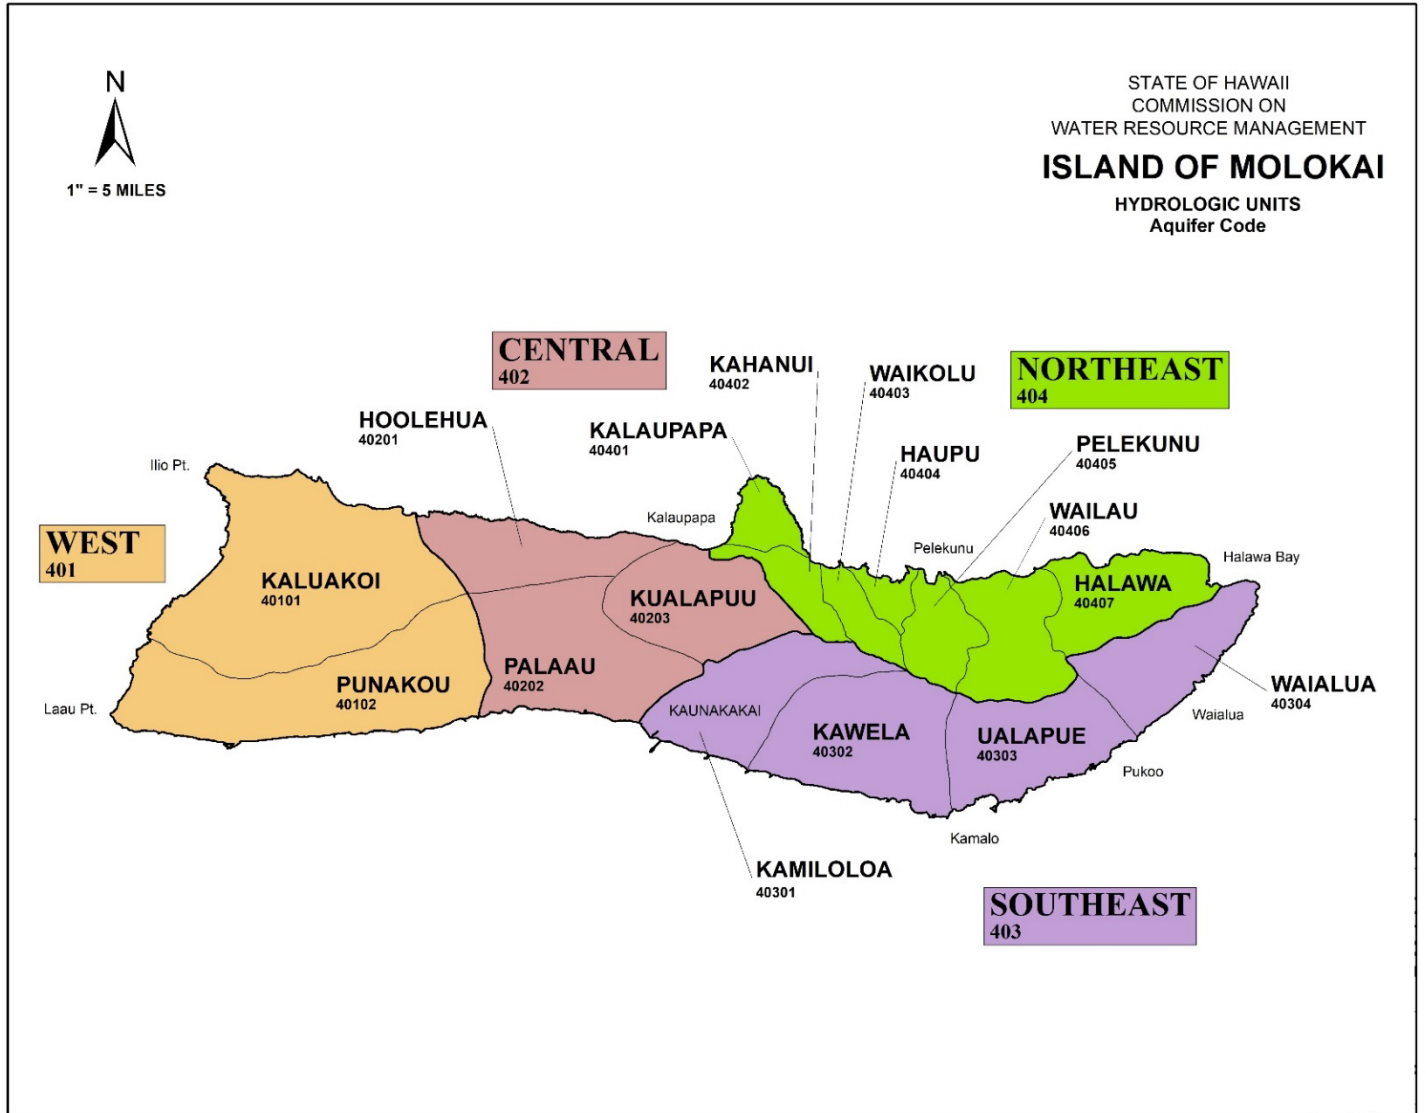 N
1" = 5 MILES
STATE OF HAWAII
COMMISSION ON
WATER RESOURCE MANAGEMENT
ISLAND OF MOLOKAI
HYDROLOGIC UNITS
Aquifer Code
CENTRAL
402
KAHANUI
40402
WAIKOLU
40403
NORTHEAST
404
HOOLEHUA
40201
KALAUPAPA
40401
HAUPU
40404
PELEKUNU
40405
Ilio Pt.
Kalaupapa
Pelekunu
WAILAU
40406
Halawa Bay
WEST
401
KALUAKOI
40101
KUALAPUU
40203
HALAWA
40407
PUNAKOU
40102
PALAAU
40202
WAIALUA
40304
Laau Pt.
KAUNAKAKAI
KAWELA
40302
UALAPUE
40303
Waialua
Pukoo
Kamalo
KAMILOLOA
40301
SOUTHEAST
403